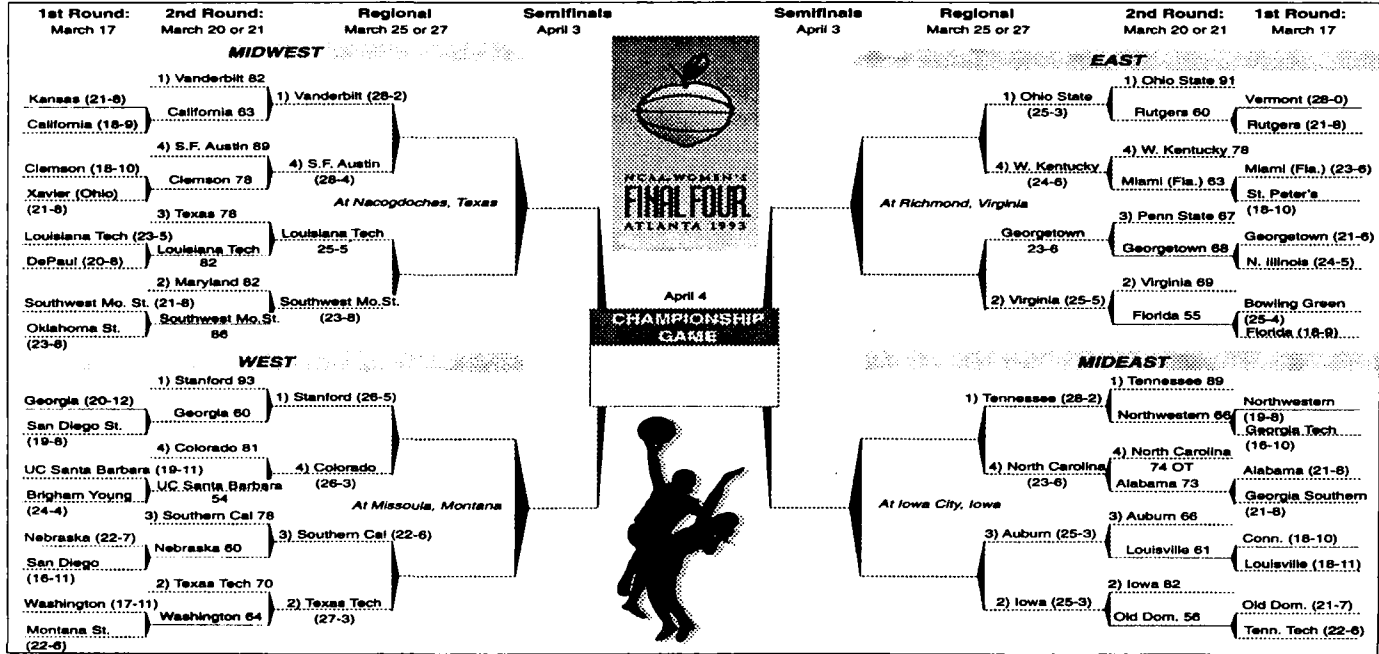 1st Round:
March 17
2nd Round:
March 20 or 21
Regional
March 25 or 27
Semifinals
April 3
Semifinals
April 3
Regional
March 25 or 27
2nd Round:
March 20 or 21
1st Round:
March 17
MIDWEST
Kansas (21-8)
California (18-9)
Clemson (18-10)
Xavier (Ohio)
(21-8)
Louisiana Tech (23-5)
DePaul (20-8)
Southwest Mo. St. (21-8)
Oklahoma St.
(23-8)
1) Vanderbilt 82
California 63
4) S.F. Austin 89
Clemson 78
3) Texas 78
Louisiana Tech
82
2) Maryland 82
Southwest Mo.St.
86
1) Vanderbilt (28-2)
4) S.F. Austin
(28-4)
Louisiana Tech
25-5
Southwest Mo.St.
(23-8)
At Nacogdoches, Texas
WEST
Georgia (20-12)
San Diego St.
(19-8)
UC Santa Barbara (19-11)
Brigham Young
(24-4)
Nebraska (22-7)
San Diego
(16-11)
Washington (17-11)
Montana St.
(22-6)
1) Stanford 93
Georgia 60
4) Colorado 81
UC Santa Barbara
54
3) Southern Cal 78
Nebraska 60
2) Texas Tech 70
Washington 64
1) Stanford (26-5)
4) Colorado
(26-3)
3) Southern Cal (22-6)
2) Texas Tech
(27-3)
At Missoula, Montana
NCAA WOMEN'S
FINAL FOUR
ATLANTA 1993
April 4
CHAMPIONSHIP
GAME
EAST
1) Ohio State
(25-3)
4) W. Kentucky
(24-6)
Georgetown
23-6
2) Virginia (25-5)
At Richmond, Virginia
1) Ohio State 91
Rutgers 60
4) W. Kentucky 78
Miami (Fla.) 63
3) Penn State 67
Georgetown 68
2) Virginia 69
Florida 55
Vermont (28-0)
Rutgers (21-8)
Miami (Fla.) (23-6)
St. Peter's
(18-10)
Georgetown (21-6)
N. Illinois (24-5)
Bowling Green
(25-4)
Florida (18-9)
MIDEAST
1) Tennessee (28-2)
4) North Carolina
(23-6)
3) Auburn (25-3)
2) Iowa (25-3)
At Iowa City, Iowa
1) Tennessee 89
Northwestern 66
4) North Carolina
74 OT
Alabama 73
3) Auburn 66
Louisville 61
2) Iowa 82
Old Dom. 56
Northwestern
(19-8)
Georgia Tech
(16-10)
Alabama (21-8)
Georgia Southern
(21-8)
Conn. (18-10)
Louisville (18-11)
Old Dom. (21-7)
Tenn. Tech (22-6)